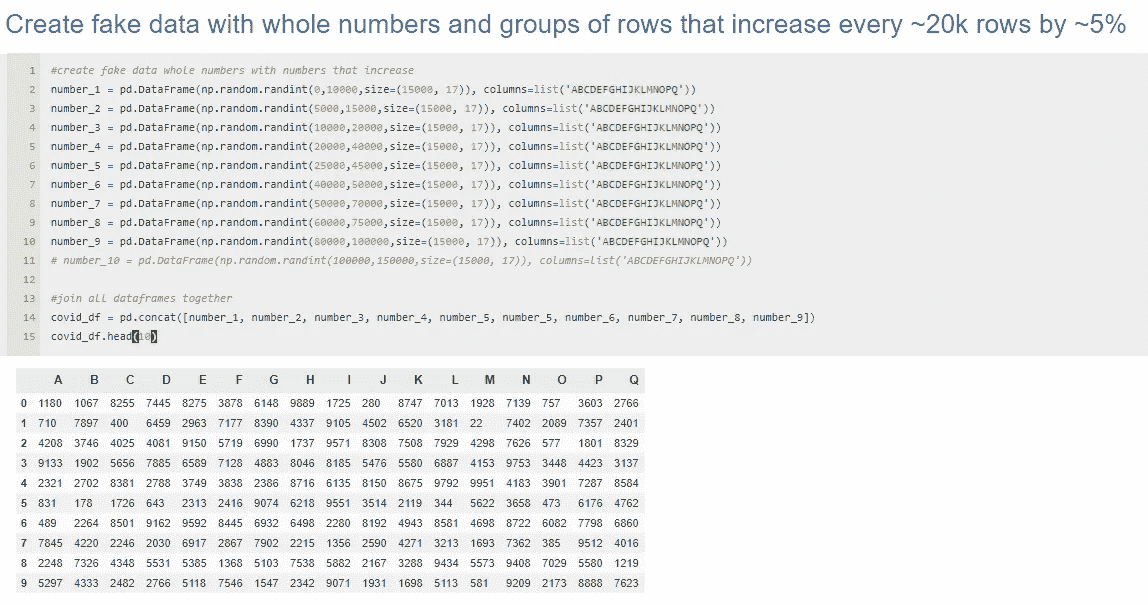 Create fake data with whole numbers and groups of rows that increase every ~20k rows by ~5%
1 #create fake data whole numbers with numbers that increase
2 number_1 = pd.DataFrame(np.random.randint(0,10000,size=(15000, 17)), columns=list('ABCDEFGHIJKLMNOPQ'))
3 number_2 = pd.DataFrame(np.random.randint(5000,15000,size=(15000, 17)), columns=list('ABCDEFGHIJKLMNOPQ'))
4 number_3 = pd.DataFrame(np.random.randint(10000,20000,size=(15000, 17)), columns=list('ABCDEFGHIJKLMNOPQ'))
5 number_4 = pd.DataFrame(np.random.randint(20000,40000,size=(15000, 17)), columns=list('ABCDEFGHIJKLMNOPQ'))
6 number_5 = pd.DataFrame(np.random.randint(25000,45000,size=(15000, 17)), columns=list('ABCDEFGHIJKLMNOPQ'))
7 number_6 = pd.DataFrame(np.random.randint(40000,50000,size=(15000, 17)), columns=list('ABCDEFGHIJKLMNOPQ'))
8 number_7 = pd.DataFrame(np.random.randint(50000,70000,size=(15000, 17)), columns=list('ABCDEFGHIJKLMNOPQ'))
9 number_8 = pd.DataFrame(np.random.randint(60000,75000,size=(15000, 17)), columns=list('ABCDEFGHIJKLMNOPQ'))
10 number_9 = pd.DataFrame(np.random.randint(80000,100000,size=(15000, 17)), columns=list('ABCDEFGHIJKLMNOPQ'))
11 # number_10 = pd.DataFrame(np.random.randint(100000,150000,size=(15000, 17)), columns=list('ABCDEFGHIJKLMNOPQ'))
12
13 #join all dataframes together
14 covid_df = pd.concat([number_1, number_2, number_3, number_4, number_5, number_5, number_6, number_7, number_8, number_9])
15 covid_df.head(10)
A B C D E F G H I J K L M N O P Q
0 1180 1067 8255 7445 8275 3878 6148 9889 1725 280 8747 7013 1928 7139 757 3603 2766
1 710 7897 400 6459 2963 7177 8390 4337 9105 4502 6520 3181 22 7402 2089 7357 2401
2 4208 3746 4025 4081 9150 5719 6990 1737 9571 8308 7508 7929 4298 7626 577 1801 8329
3 9133 1902 5656 7885 6589 7128 4883 8046 8185 5476 5580 6887 4153 9753 3448 4423 3137
4 2321 2702 8381 2788 3749 3838 2386 8716 6135 8150 8675 9792 9951 4183 3901 7287 8584
5 831 178 1726 643 2313 2416 9074 6218 9551 3514 2119 344 5622 3658 473 6176 4762
6 489 2264 8501 9162 9592 8445 6932 6498 2280 8192 4943 8581 4698 8722 6082 7798 6860
7 7845 4220 2246 2030 6917 2867 7902 2215 1356 2590 4271 3213 1693 7362 385 9512 4016
8 2248 7326 4348 5531 5385 1368 5103 7538 5882 2167 3288 9434 5573 9408 7029 5580 1219
9 5297 4333 2482 2766 5118 7546 1547 2342 9071 1931 1698 5113 581 9209 2173 8888 7623